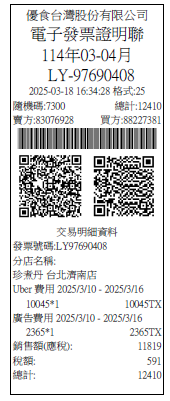 優食台灣股份有限公司
電子發票證明聯
114年03-04月
LY-97690408
2025-03-18 16:34:28 格式:25
隨機碼:7300 總計:12410
賣方:83076928 買方:88227381
交易明細資料
發票號碼:LY97690408
分店名稱:
珍煮丹 台北濟南店
Uber 費用 2025/3/10 - 2025/3/16
10045*1 10045TX
廣告費用 2025/3/10 - 2025/3/16
2365*1 2365TX
銷售額(應稅): 11819
稅額: 591
總計: 12410